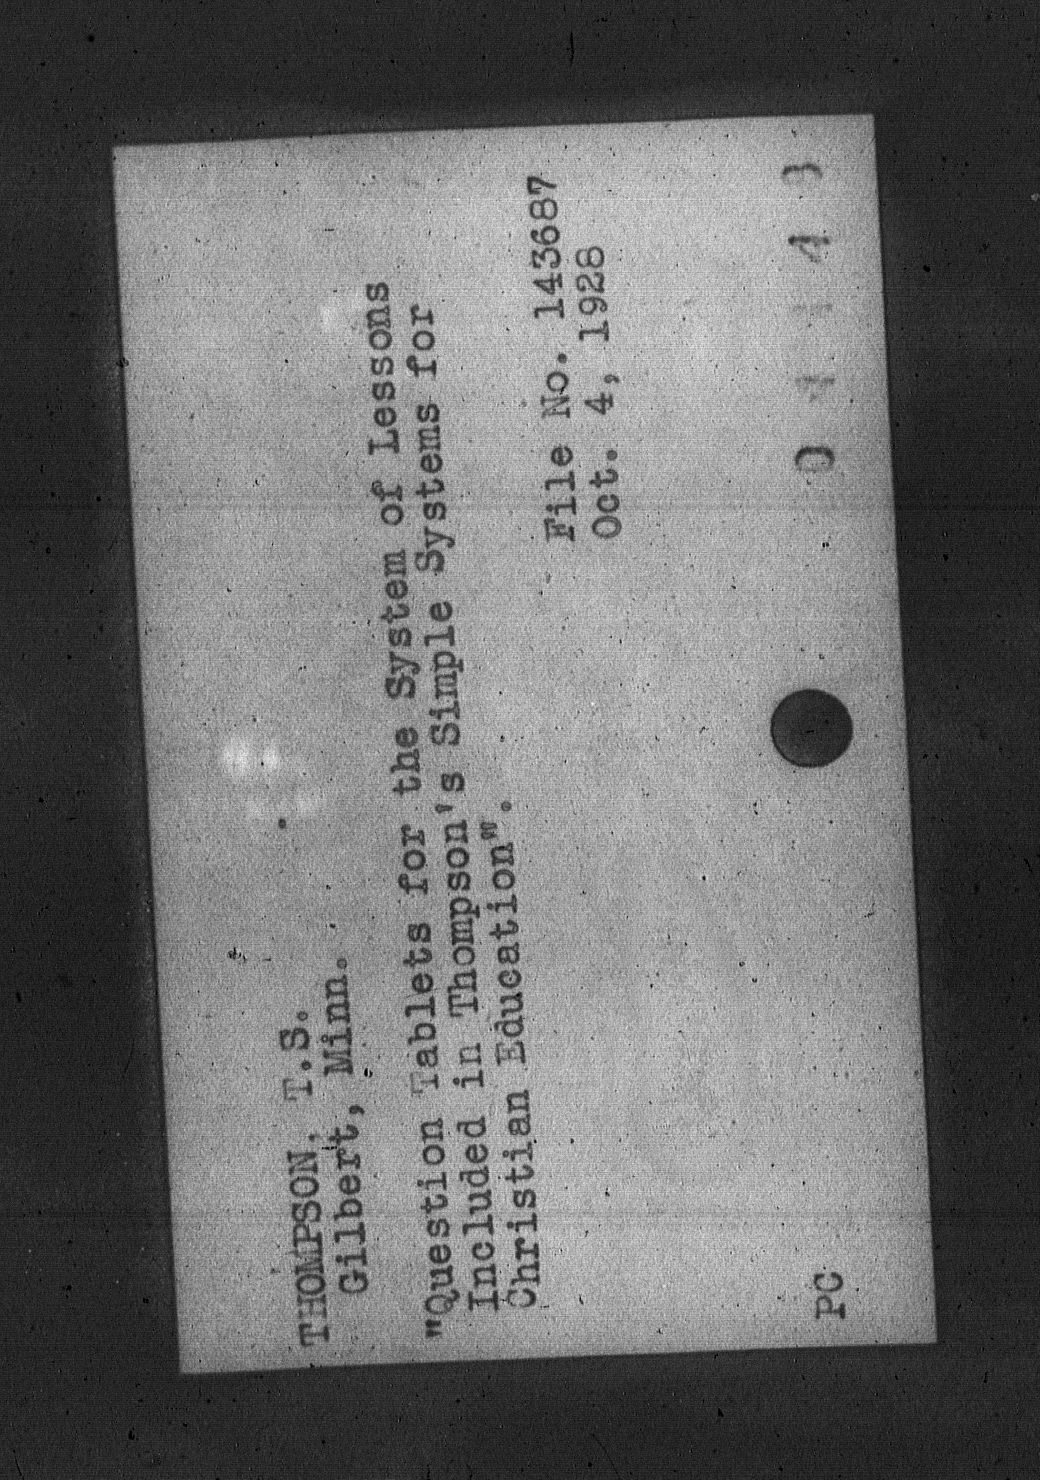 THOMPSON, T.S.
Gilbert, Minn.
"Question Tablets for the System of Lessons
Included in Thompson's Simple Systems for
Christian Education".
File No. 143687
Oct. 4, 1928
PC